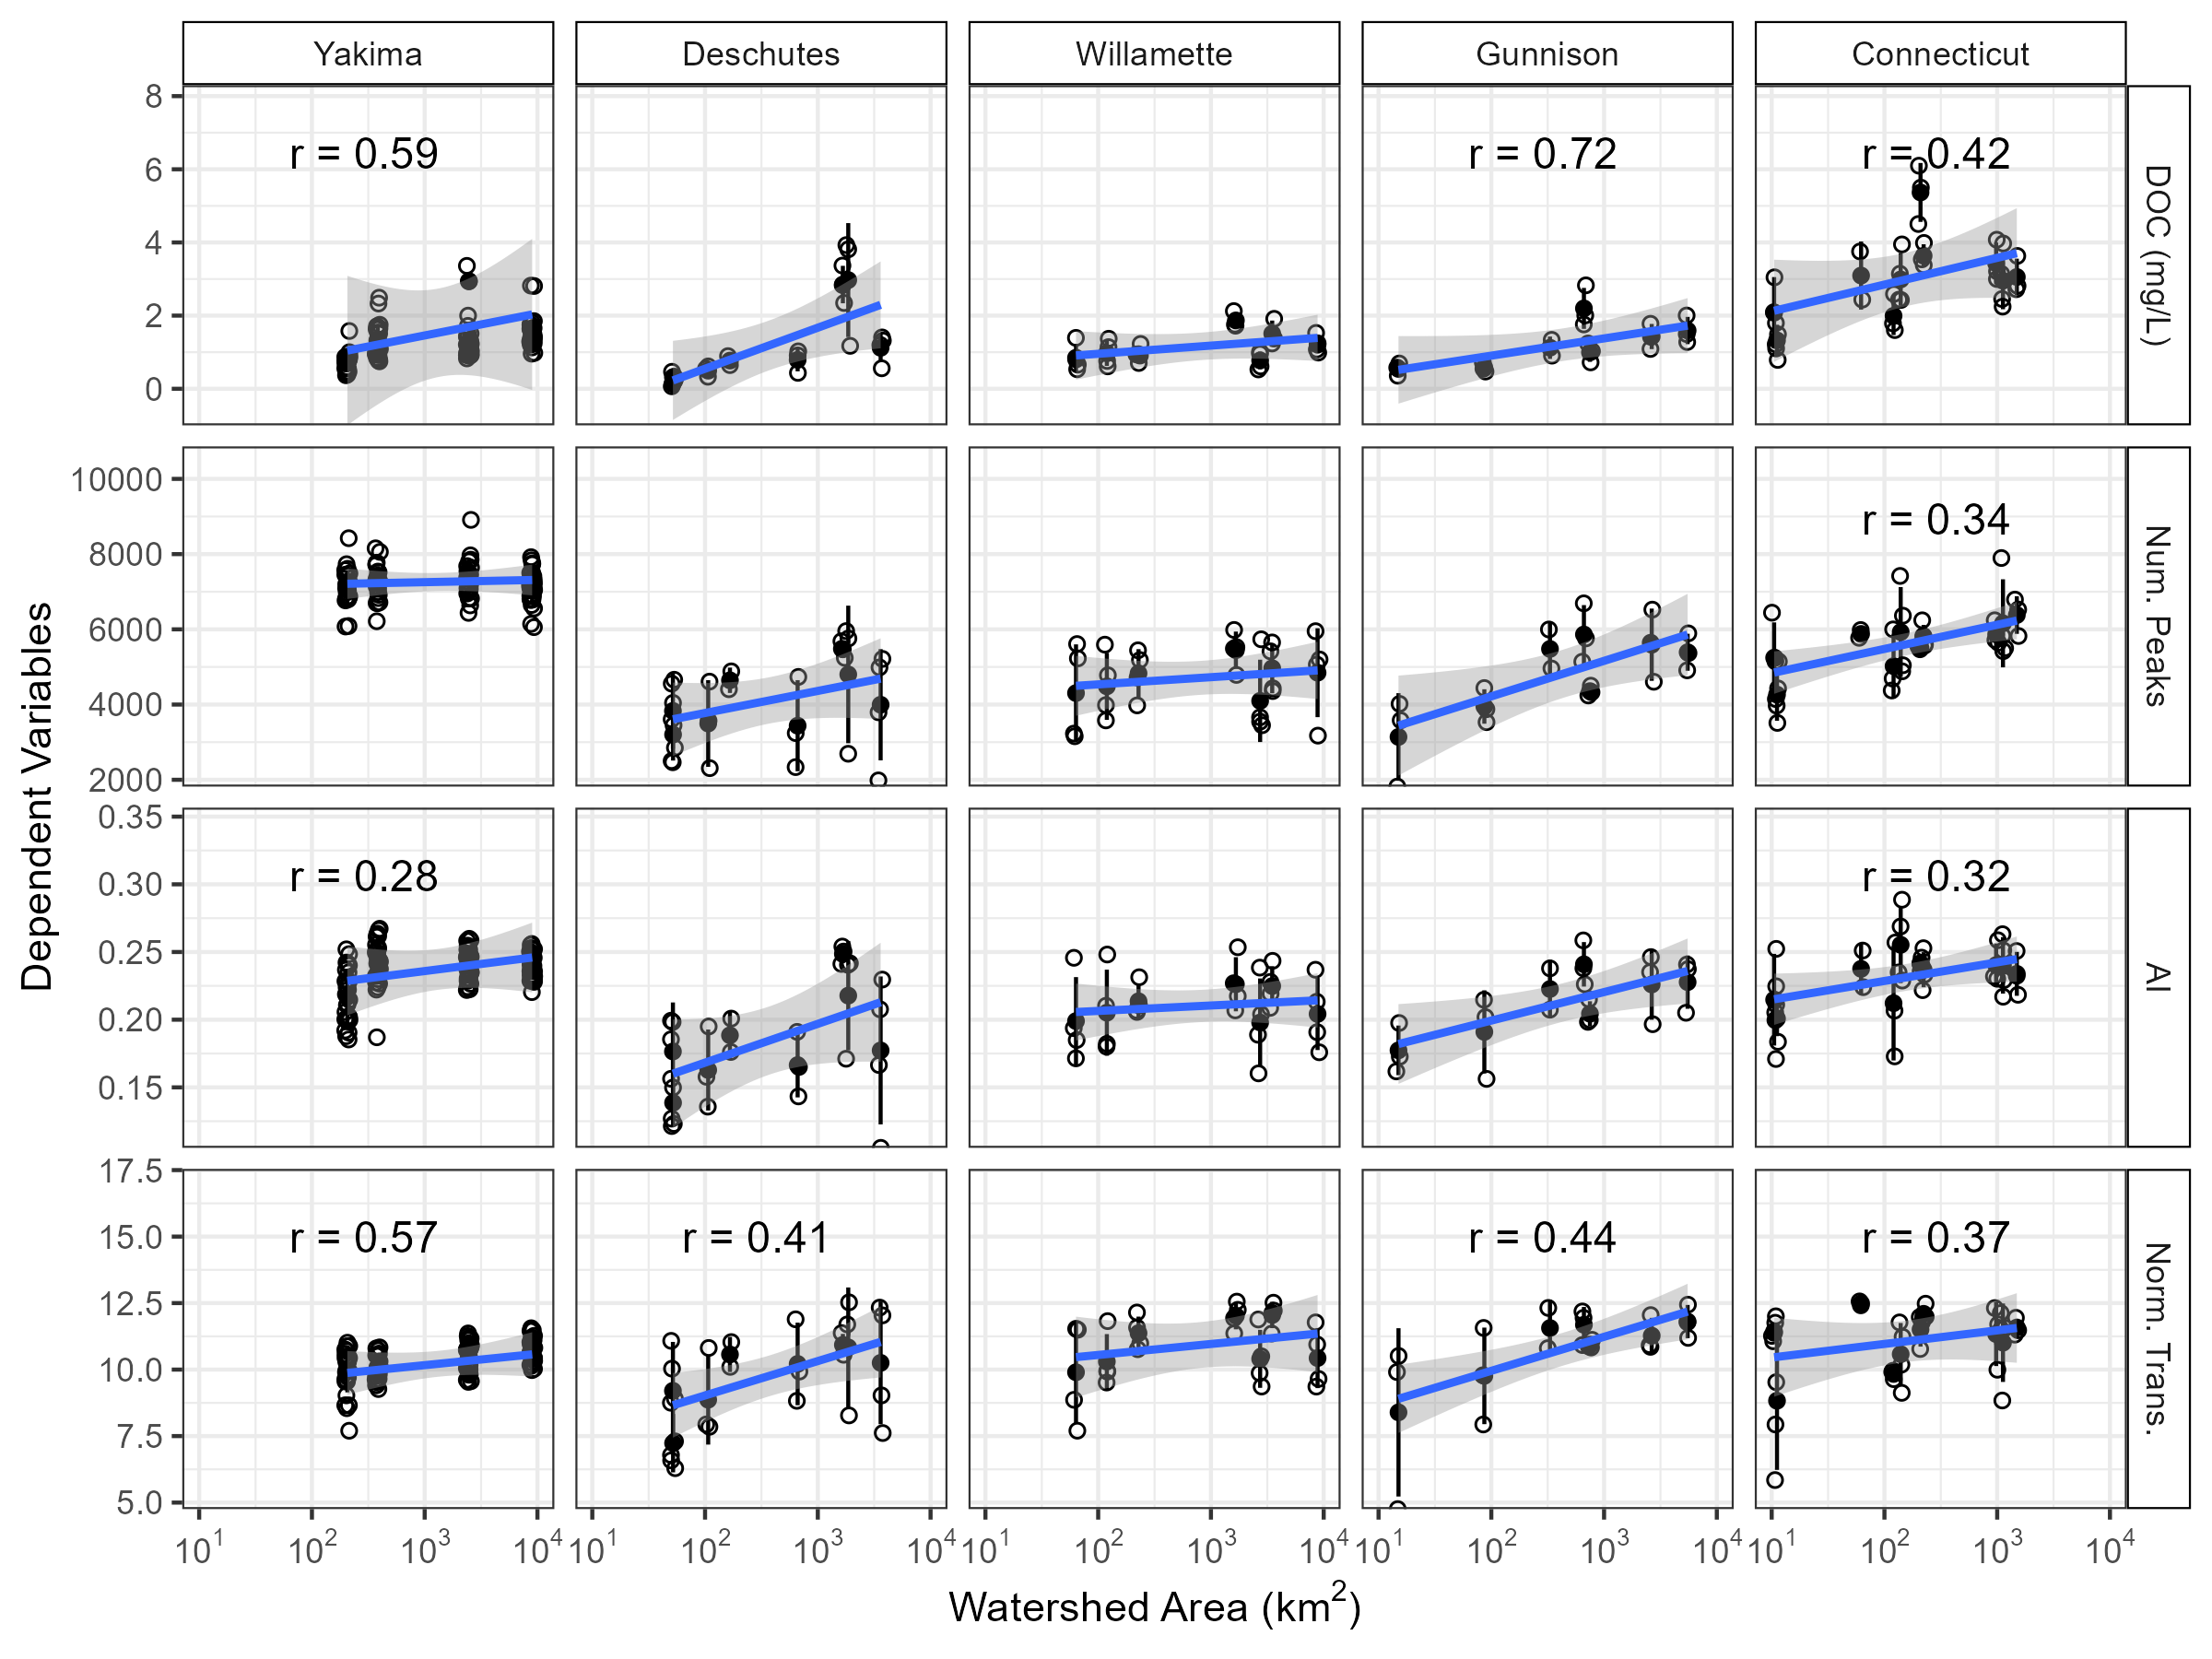 Yakima Deschutes Willamette Gunnison Connecticut
8
6
4
2
0
r = 0.59 r = 0.72 r = 0.42
DOC (mg/L)
10000
8000
6000
4000
2000
r = 0.34
Num. Peaks
0.35
0.30
0.25
0.20
0.15
r = 0.28 r = 0.32
AI
17.5
15.0
12.5
10.0
7.5
5.0
r = 0.57 r = 0.41 r = 0.44 r = 0.37
Norm. Trans.
Dependent Variables
10¹ 10² 10³ 10⁴ 10¹ 10² 10³ 10⁴ 10¹ 10² 10³ 10⁴ 10¹ 10² 10³ 10⁴ 10¹ 10² 10³ 10⁴
Watershed Area (km²)